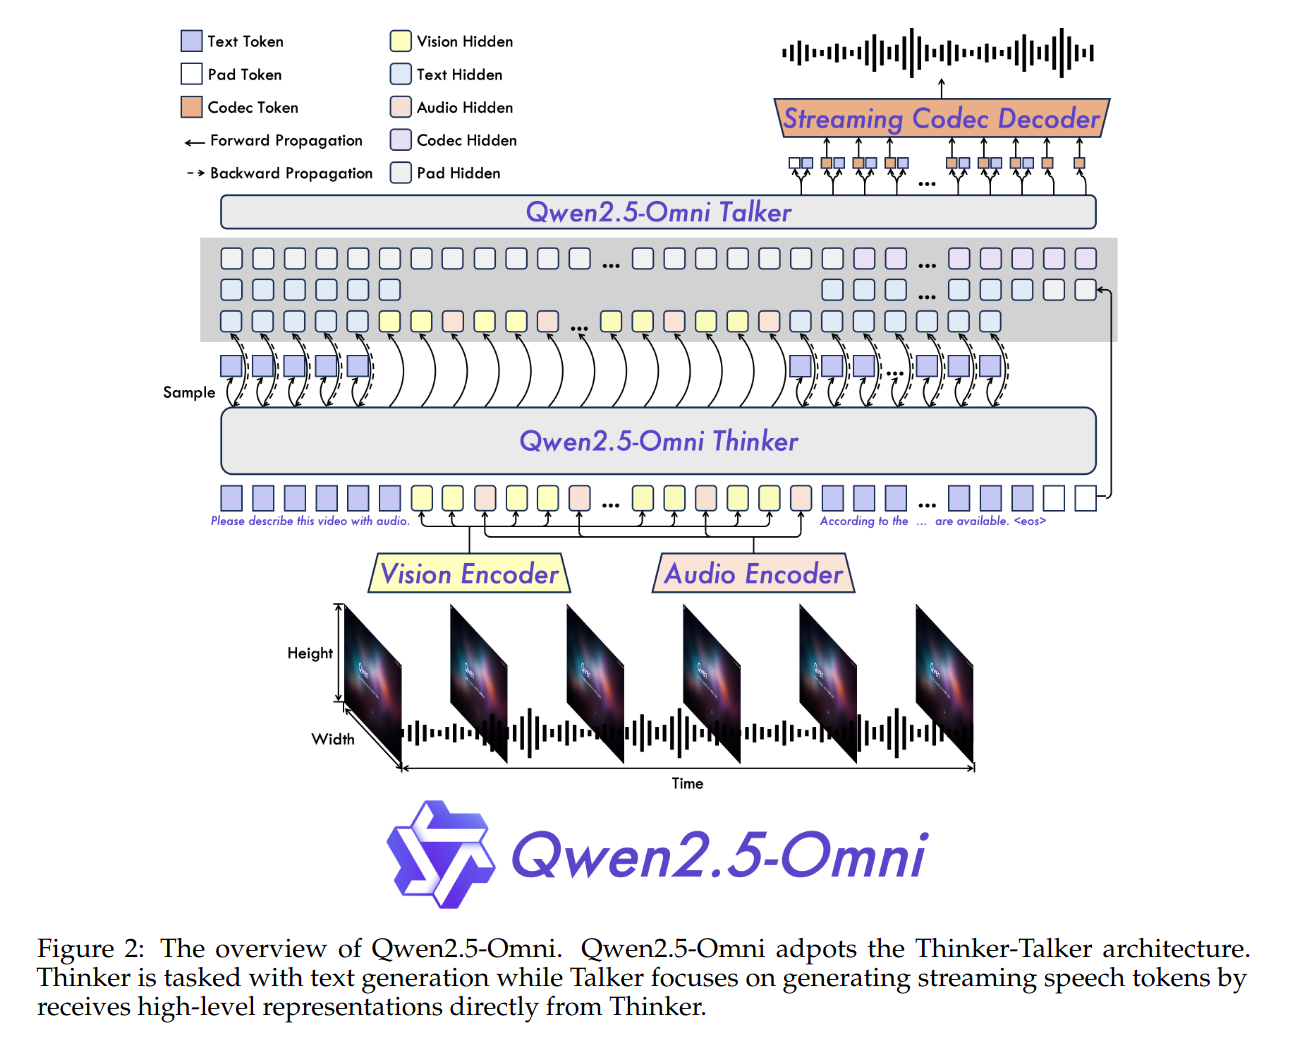 Text Token
Pad Token
Codec Token
Forward Propagation
Backward Propagation
Vision Hidden
Text Hidden
Audio Hidden
Codec Hidden
Pad Hidden
Streaming Codec Decoder
...
Qwen2.5-Omni Talker
... ...
...
...
...
Sample
Qwen2.5-Omni Thinker
... ...
Please describe this video with audio.
According to the ... are available. <eos>
Vision Encoder
Audio Encoder
Height
Width
Time
Qwen2.5-Omni
Figure 2: The overview of Qwen2.5-Omni. Qwen2.5-Omni adpots the Thinker-Talker architecture.
Thinker is tasked with text generation while Talker focuses on generating streaming speech tokens by
receives high-level representations directly from Thinker.